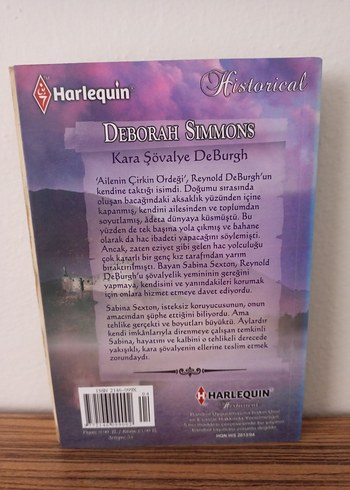 Harlequin
Historical
DEBORAH SIMMONS
Kara Şövalye DeBurgh
'Ailenin Çirkin Ördeği', Reynold DeBurgh'un
kendine taktığı isimdi. Doğumu sırasında
oluşan bacağındaki aksaklık yüzünden içine
kapanmış, kendini ailesinden ve toplumdan
soyutlamış, âdeta dünyaya küsmüştü. Bu
yüzden de tek başına yola çıkmış ve bahane
olarak da hac ibadeti yapacağını söylemişti.
Ancak, zaten eziyet gibi gelen hac yolculuğu
çok kararlı bir genç kız tarafından yarım
bıraktırılmıştı. Bayan Sabina Sexton, Reynold
DeBurgh'u şövalyelik yemininin gereğini
yapmaya, kendisini ve yanındakileri korumak
için onlara hizmet etmeye davet ediyordu.
Sabina Sexton, isteksiz koruyucusunun, onun
amacından şüphe ettiğini biliyordu. Ama
tehlike gerçekti ve boyutları büyüktü. Aylardır
kendi imkânlarıyla direnmeye çalışan temkinli
Sabina, hayatını ve kalbini o tehlikeli derecede
yakışıklı, kara şövalyenin ellerine teslim etmek
zorundaydı.
04
HARLEQUIN
Historical